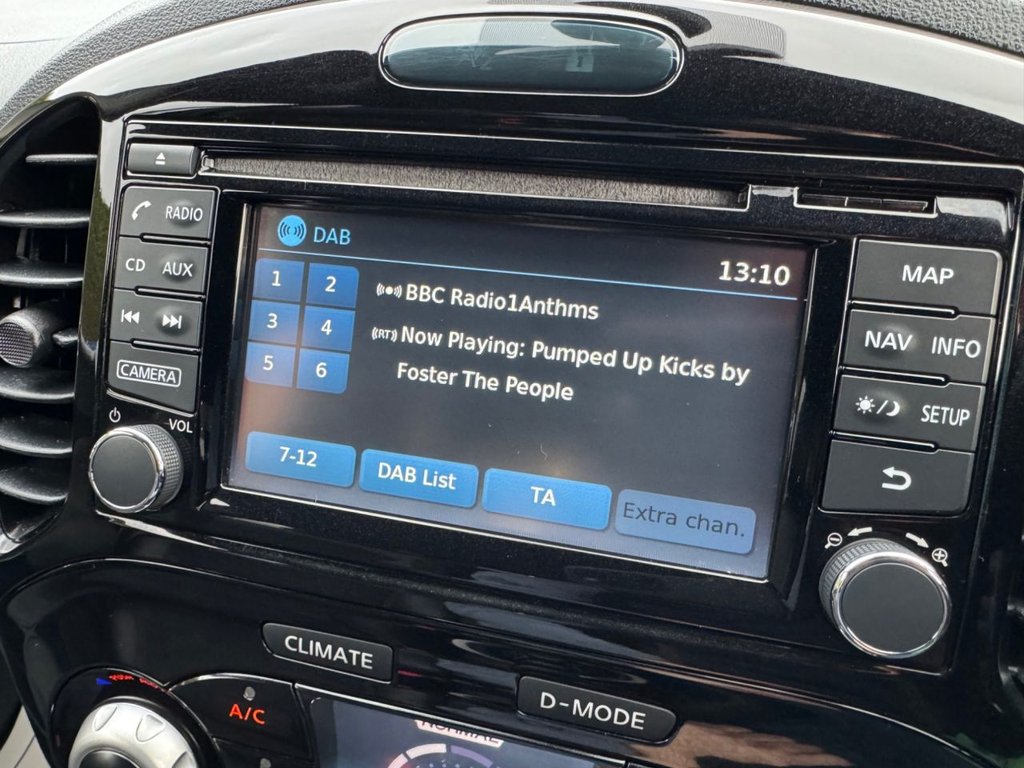 RADIO
CD AUX
CAMERA
VOL
DAB
13:10
1 2
3 4
5 6
BBC Radio1Anthms
(RT) Now Playing: Pumped Up Kicks by
Foster The People
7-12
DAB List
TA
Extra chan.
MAP
NAV INFO
SETUP
CLIMATE
D-MODE
A/C
NORMAL